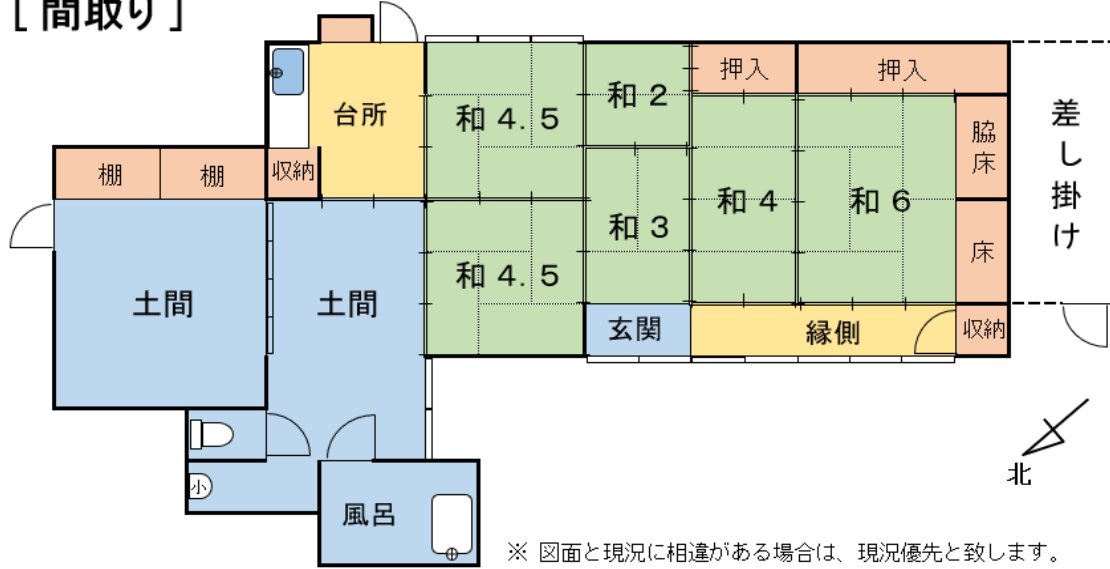 [ 間取り ]
押入
押入
和 2
台所
和 4. 5
脇床
差し掛け
棚
棚
収納
和 4
和 6
和 3
床
和 4. 5
土間
土間
玄関
縁側
収納
北
小
風呂
※ 図面と現況に相違がある場合は、現況優先と致します。